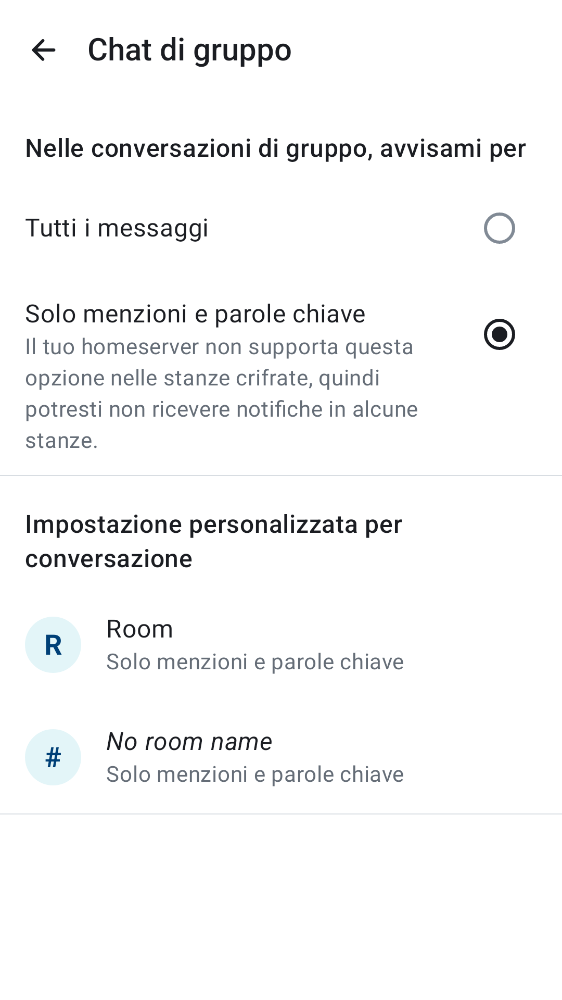 Chat di gruppo
Nelle conversazioni di gruppo, avvisami per
Tutti i messaggi
Solo menzioni e parole chiave
Il tuo homeserver non supporta questa
opzione nelle stanze crifrate, quindi
potresti non ricevere notifiche in alcune
stanze.
Impostazione personalizzata per
conversazione
R
Room
Solo menzioni e parole chiave
#
No room name
Solo menzioni e parole chiave